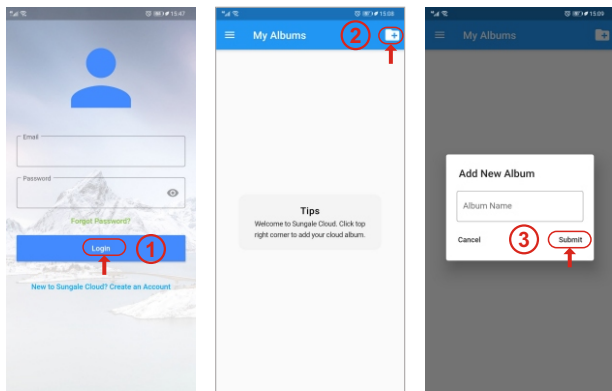 15:47
Email
Password
Forgot Password?
Login
1
New to Sungale Cloud? Create an Account
15:08
My Albums
2
Tips
Welcome to Sungale Cloud. Click top
right corner to add your cloud album.
15:09
My Albums
Add New Album
Album Name
Cancel
3
Submit